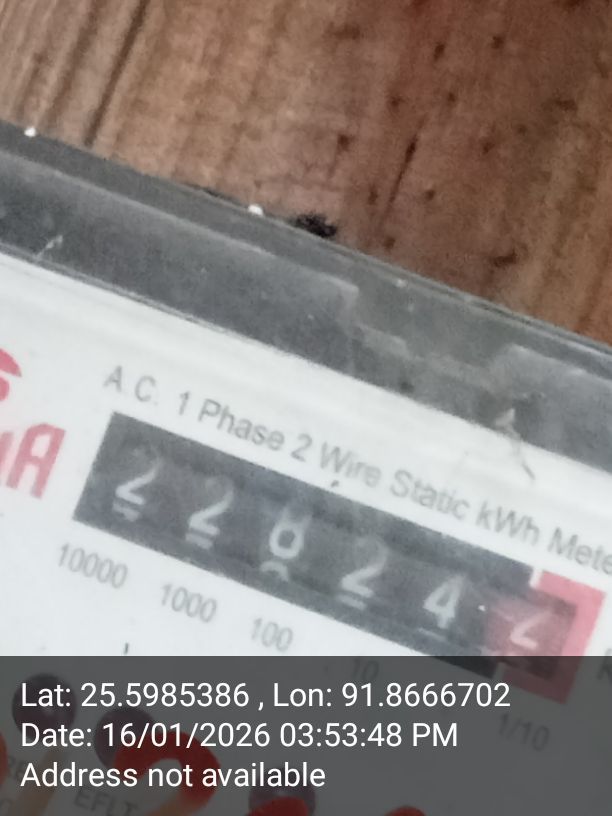 A.C. 1 Phase 2 Wire Static kWh Mete
2 2 8 2 4 2
10000 1000 100 10
1/10
Lat: 25.5985386 , Lon: 91.8666702
Date: 16/01/2026 03:53:48 PM
Address not available